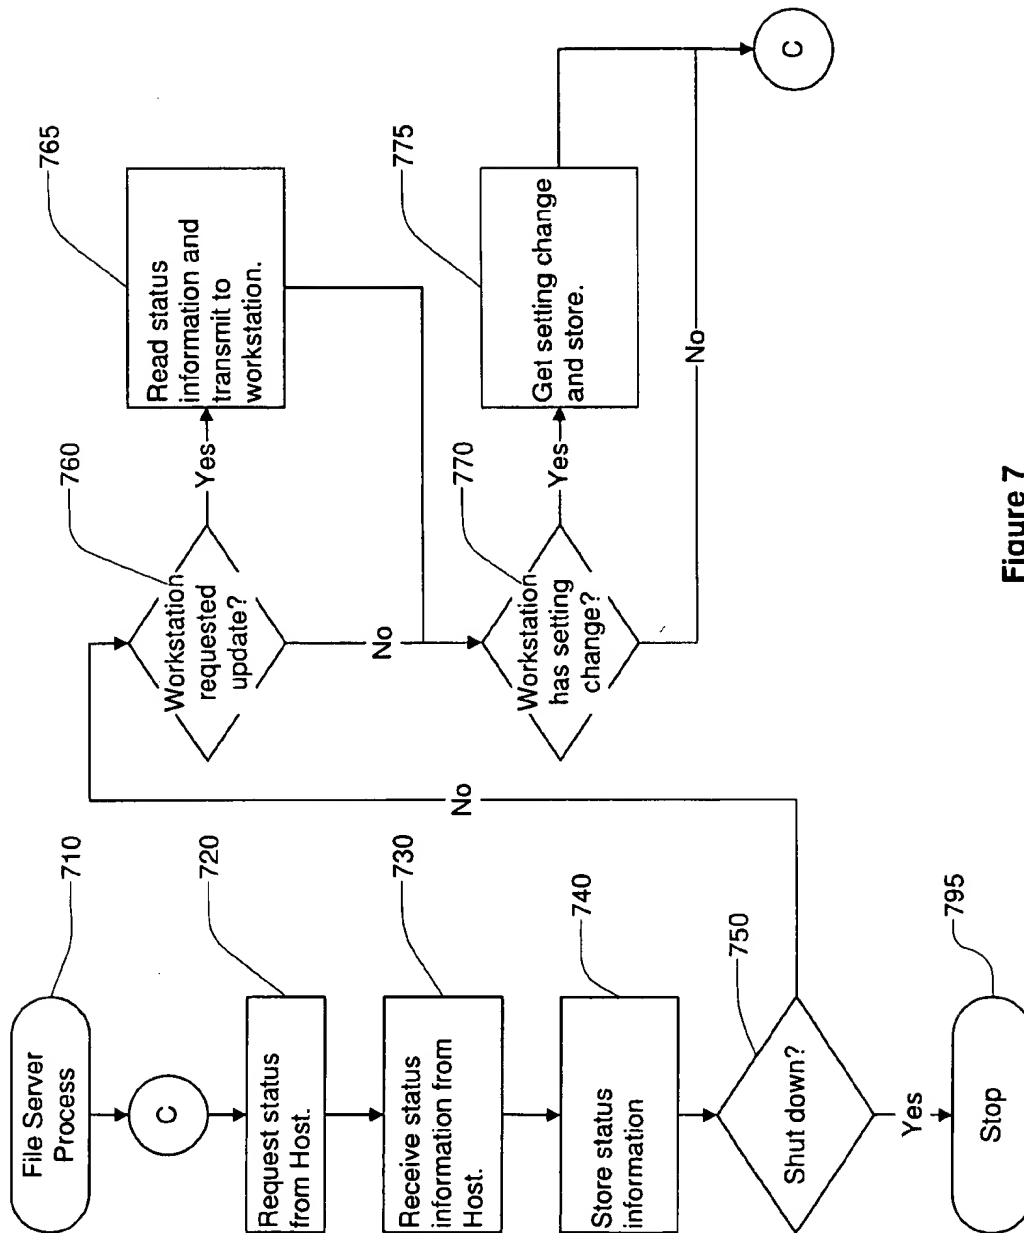 File Server
Process
710
C
Request status
from Host.
720
Receive status
information from
Host.
730
Store status
information
740
Shut down?
750
No
Yes
Stop
795
Workstation
requested
update?
760
Yes
Read status
information and
transmit to
workstation.
765
No
Workstation
has setting
change?
770
Yes
Get setting change
and store.
775
No
C
Figure 7